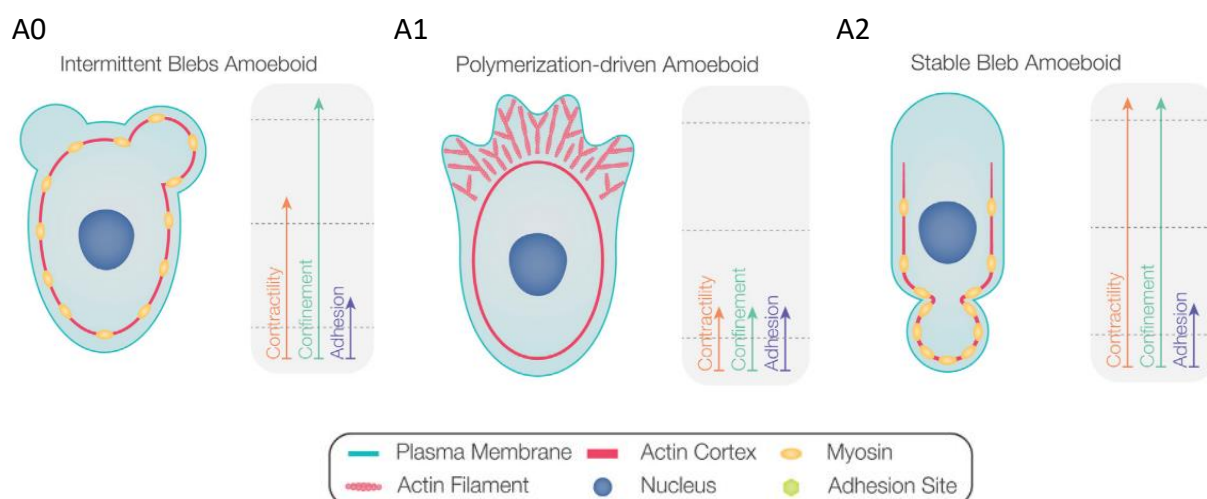 A0
A1
A2
Intermittent Blebs Amoeboid
Polymerization-driven Amoeboid
Stable Bleb Amoeboid
Contractility
Confinement
Adhesion
Contractility
Confinement
Adhesion
Contractility
Confinement
Adhesion
Plasma Membrane
Actin Cortex
Myosin
Actin Filament
Nucleus
Adhesion Site